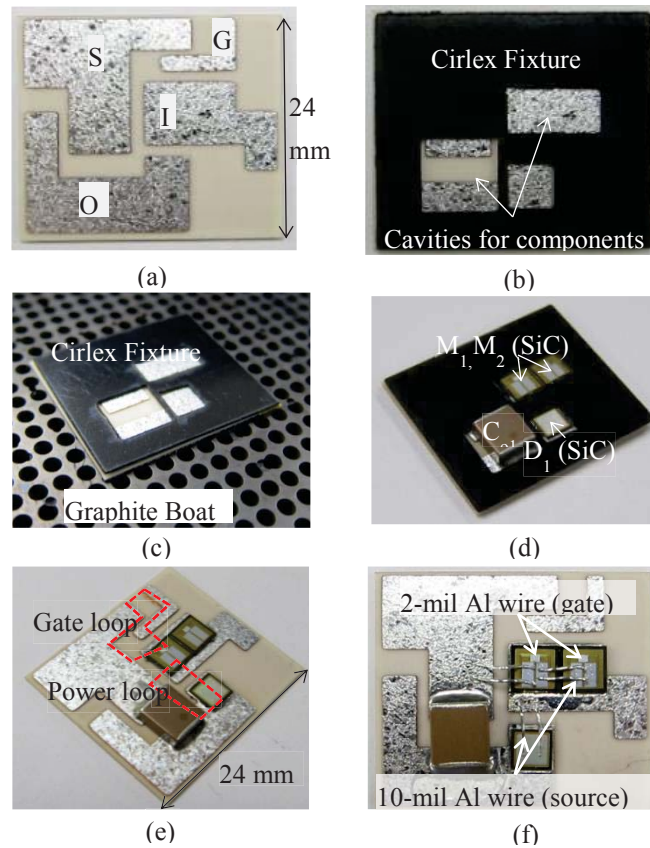 S
G
24
mm
I
O
(a)
Cirlex Fixture
Cavities for components
(b)
Cirlex Fixture
Graphite Boat
(c)
M1, M2 (SiC)
D1 (SiC)
(d)
Gate loop
Power loop
24 mm
(e)
2-mil Al wire (gate)
10-mil Al wire (source)
(f)